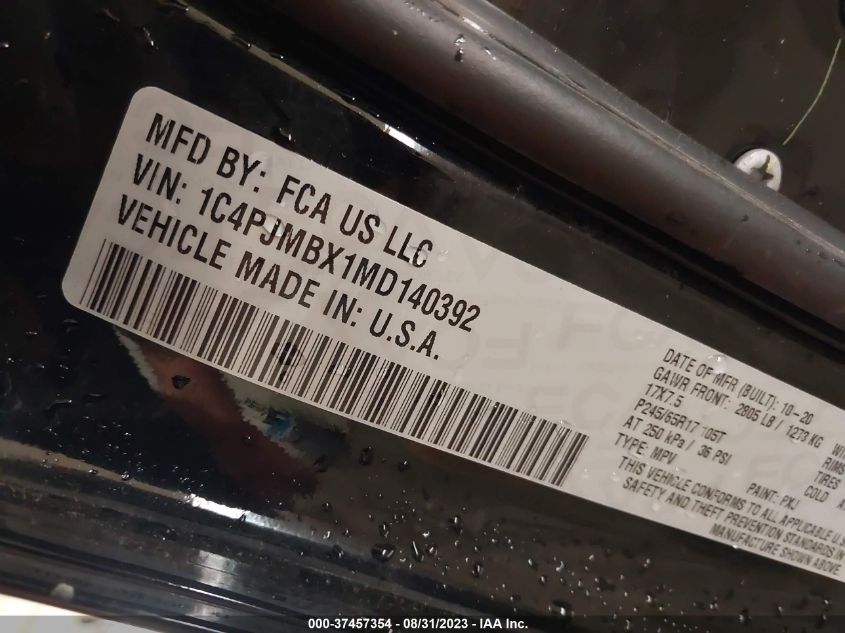 MFD BY: FCA US LLC
VIN: 1C4PJMBX1MD140392
VEHICLE MADE IN: U.S.A.
DATE OF MFR (BUILT): 10-20
GAWR FRONT: 2805 LB / 1273 KG
17X7.5
P245/65R17 105T
AT 250 kPa / 36 PSI
TYPE: MPV
PAINT: PXJ
RIMS
TIRES
COLD
THIS VEHICLE CONFORMS TO ALL APPLICABLE U.S.
SAFETY AND THEFT PREVENTION STANDARDS IN
MANUFACTURE SHOWN ABOVE
000-37457354 - 08/31/2023 - IAA Inc.